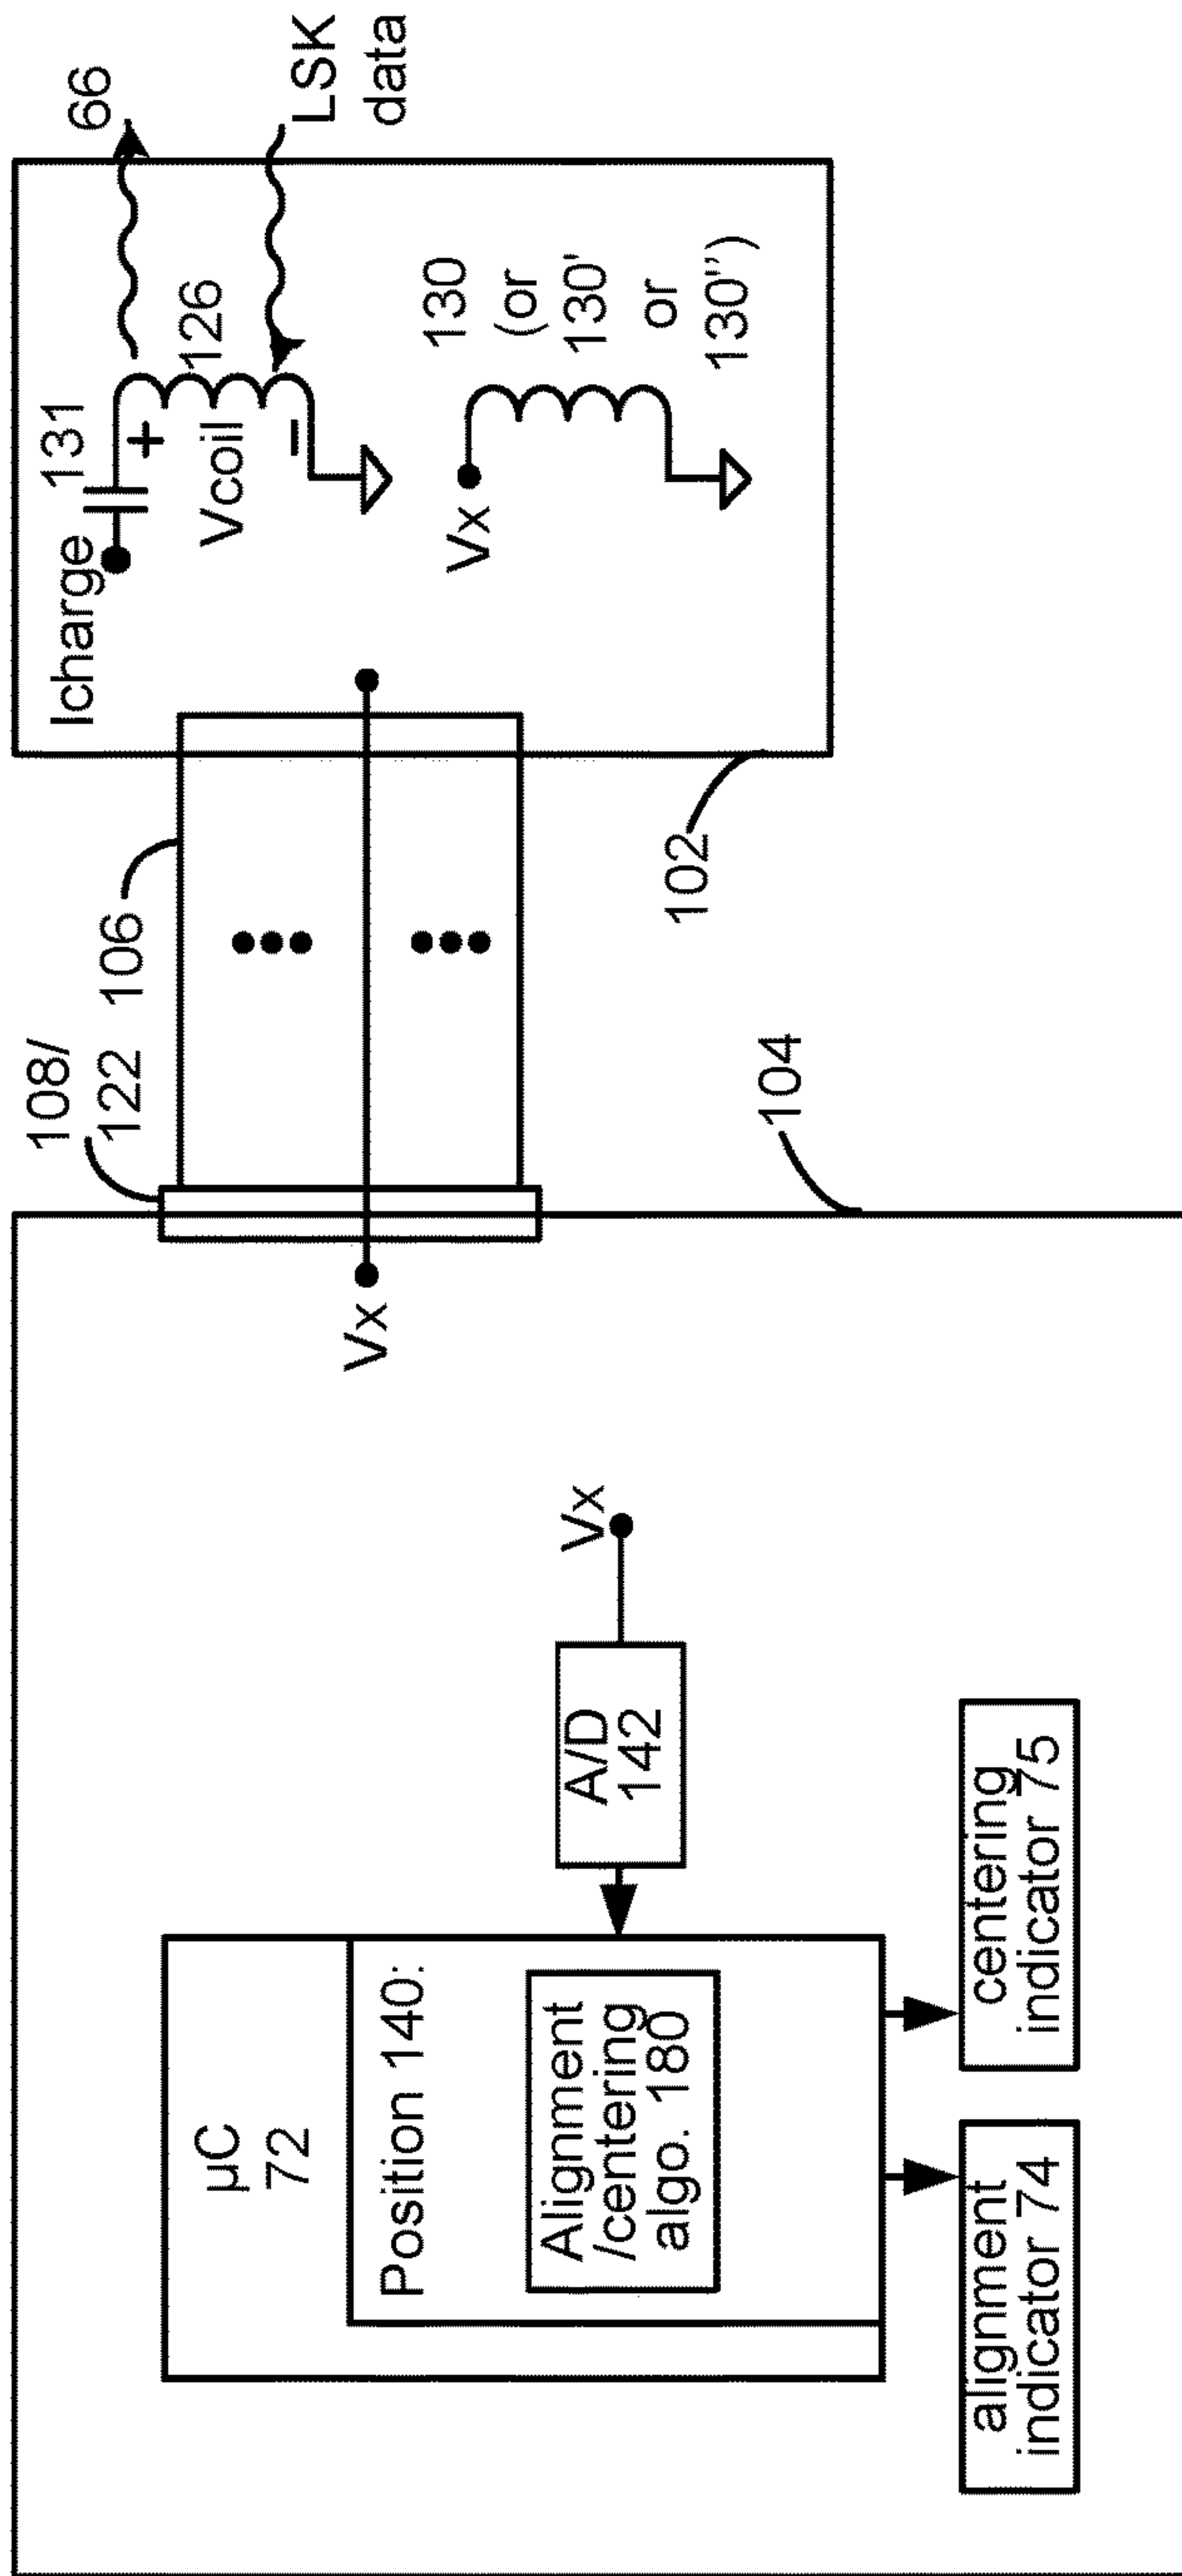 µC
72
Position 140:
Alignment
/centering
algo. 180
alignment
indicator 74
centering
indicator 75
A/D
142
Vx
Vx
108/
122
106
104
102
Icharge
131
+
Vcoil
–
126
66
LSK
data
Vx
130
(or
130'
or
130'')